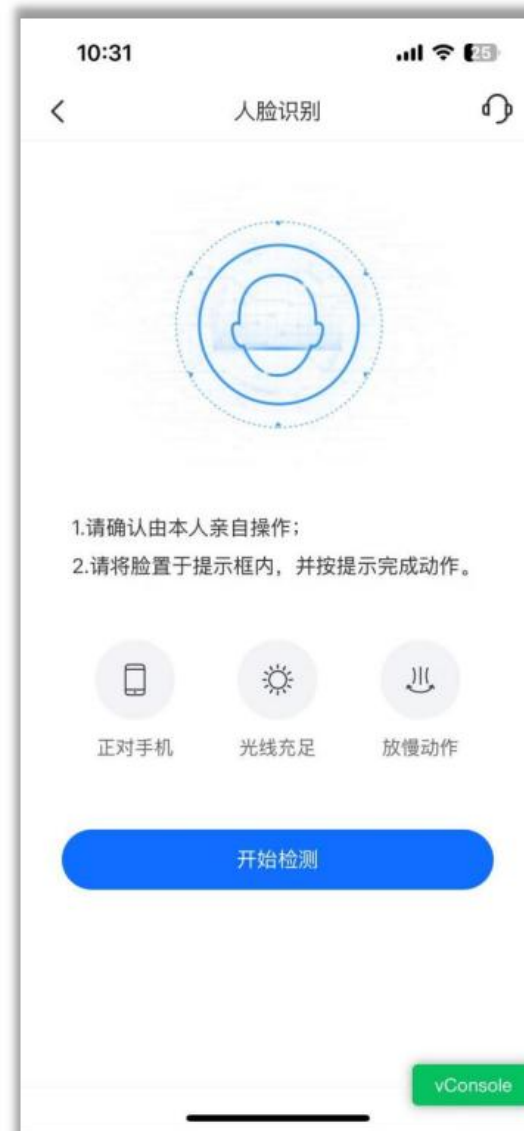 10:31
25
人脸识别
1.请确认由本人亲自操作；
2.请将脸置于提示框内，并按提示完成动作。
正对手机
光线充足
放慢动作
开始检测
vConsole